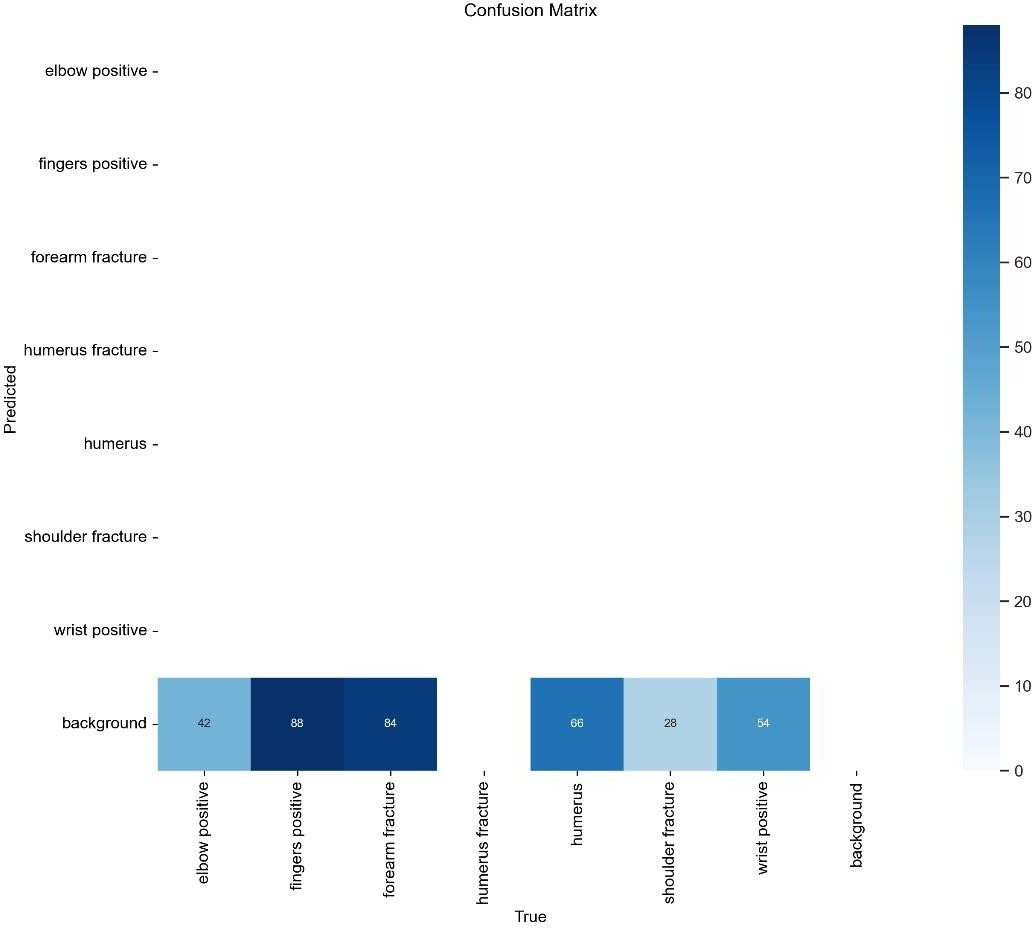 Confusion Matrix
elbow positive
fingers positive
forearm fracture
humerus fracture
humerus
shoulder fracture
wrist positive
background
Predicted
42 88 84 66 28 54
elbow positive
fingers positive
forearm fracture
humerus fracture
humerus
shoulder fracture
wrist positive
background
True
80
70
60
50
40
30
20
10
0